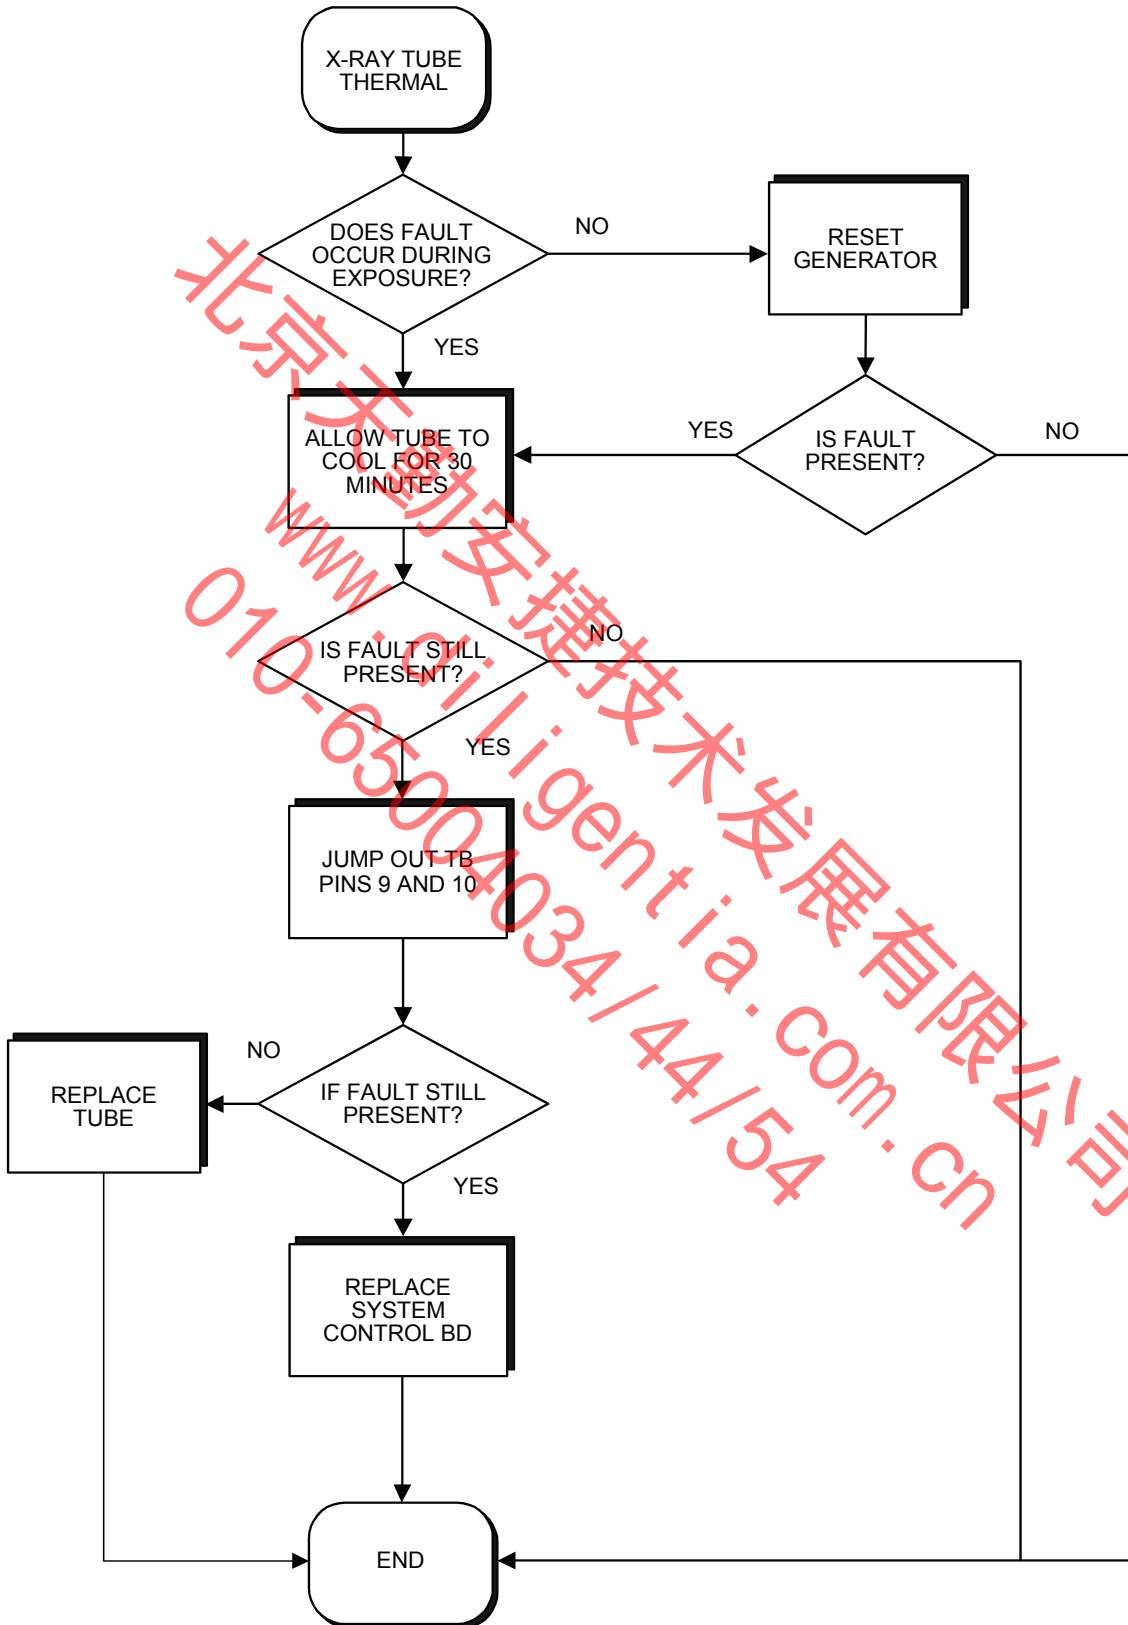 X-RAY TUBE
THERMAL
DOES FAULT
OCCUR DURING
EXPOSURE?
NO
RESET
GENERATOR
YES
ALLOW TUBE TO
COOL FOR 30
MINUTES
YES
IS FAULT
PRESENT?
NO
IS FAULT STILL
PRESENT?
NO
YES
JUMP OUT TB
PINS 9 AND 10
IF FAULT STILL
PRESENT?
NO
REPLACE
TUBE
YES
REPLACE
SYSTEM
CONTROL BD
END
北京天勤安捷技术发展有限公司
www.diligentia.com.cn
010-65004034/44/54